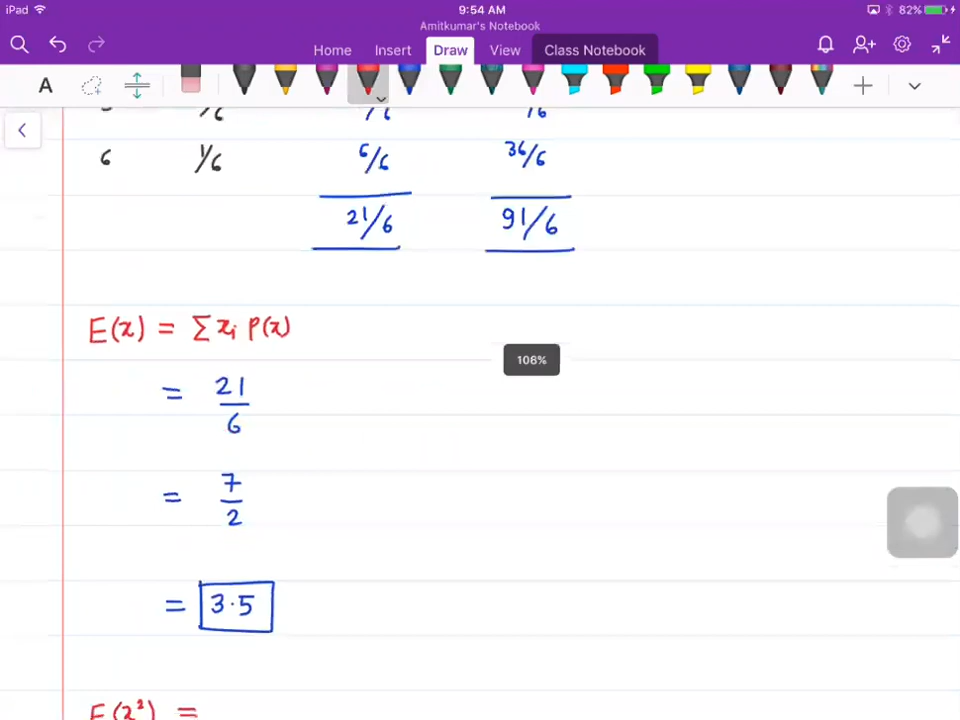 iPad 9:54 AM 82%
Amitkumar's Notebook
Home Insert Draw View Class Notebook
A
6 1/6 6/6 36/6
21/6 91/6
E(x) = Σ xi P(x)
106%
= 21/6
= 7/2
= 3·5
E(x²) =